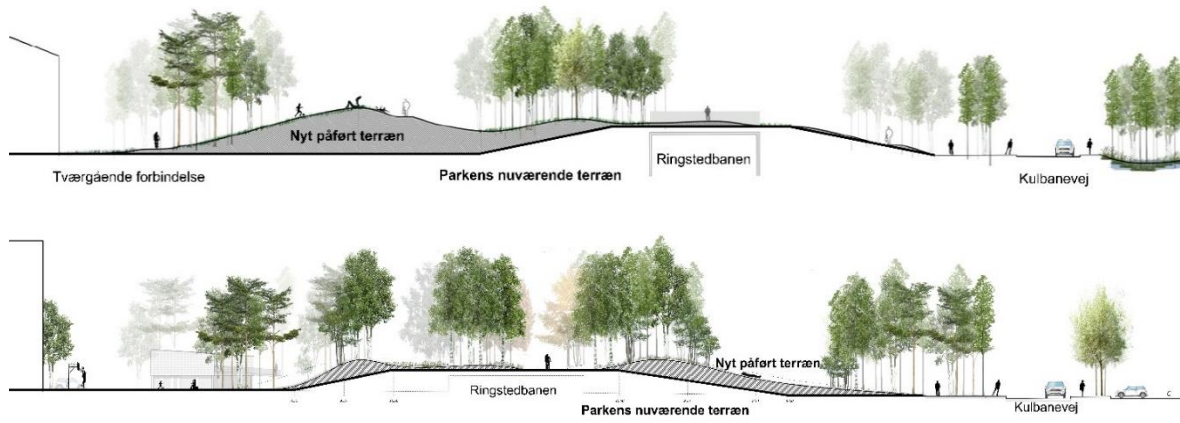 Nyt påført terræn
Ringstedbanen
Tværgående forbindelse
Parkens nuværende terræn
Kulbanevej
Nyt påført terræn
Ringstedbanen
Kulbanevej
Parkens nuværende terræn